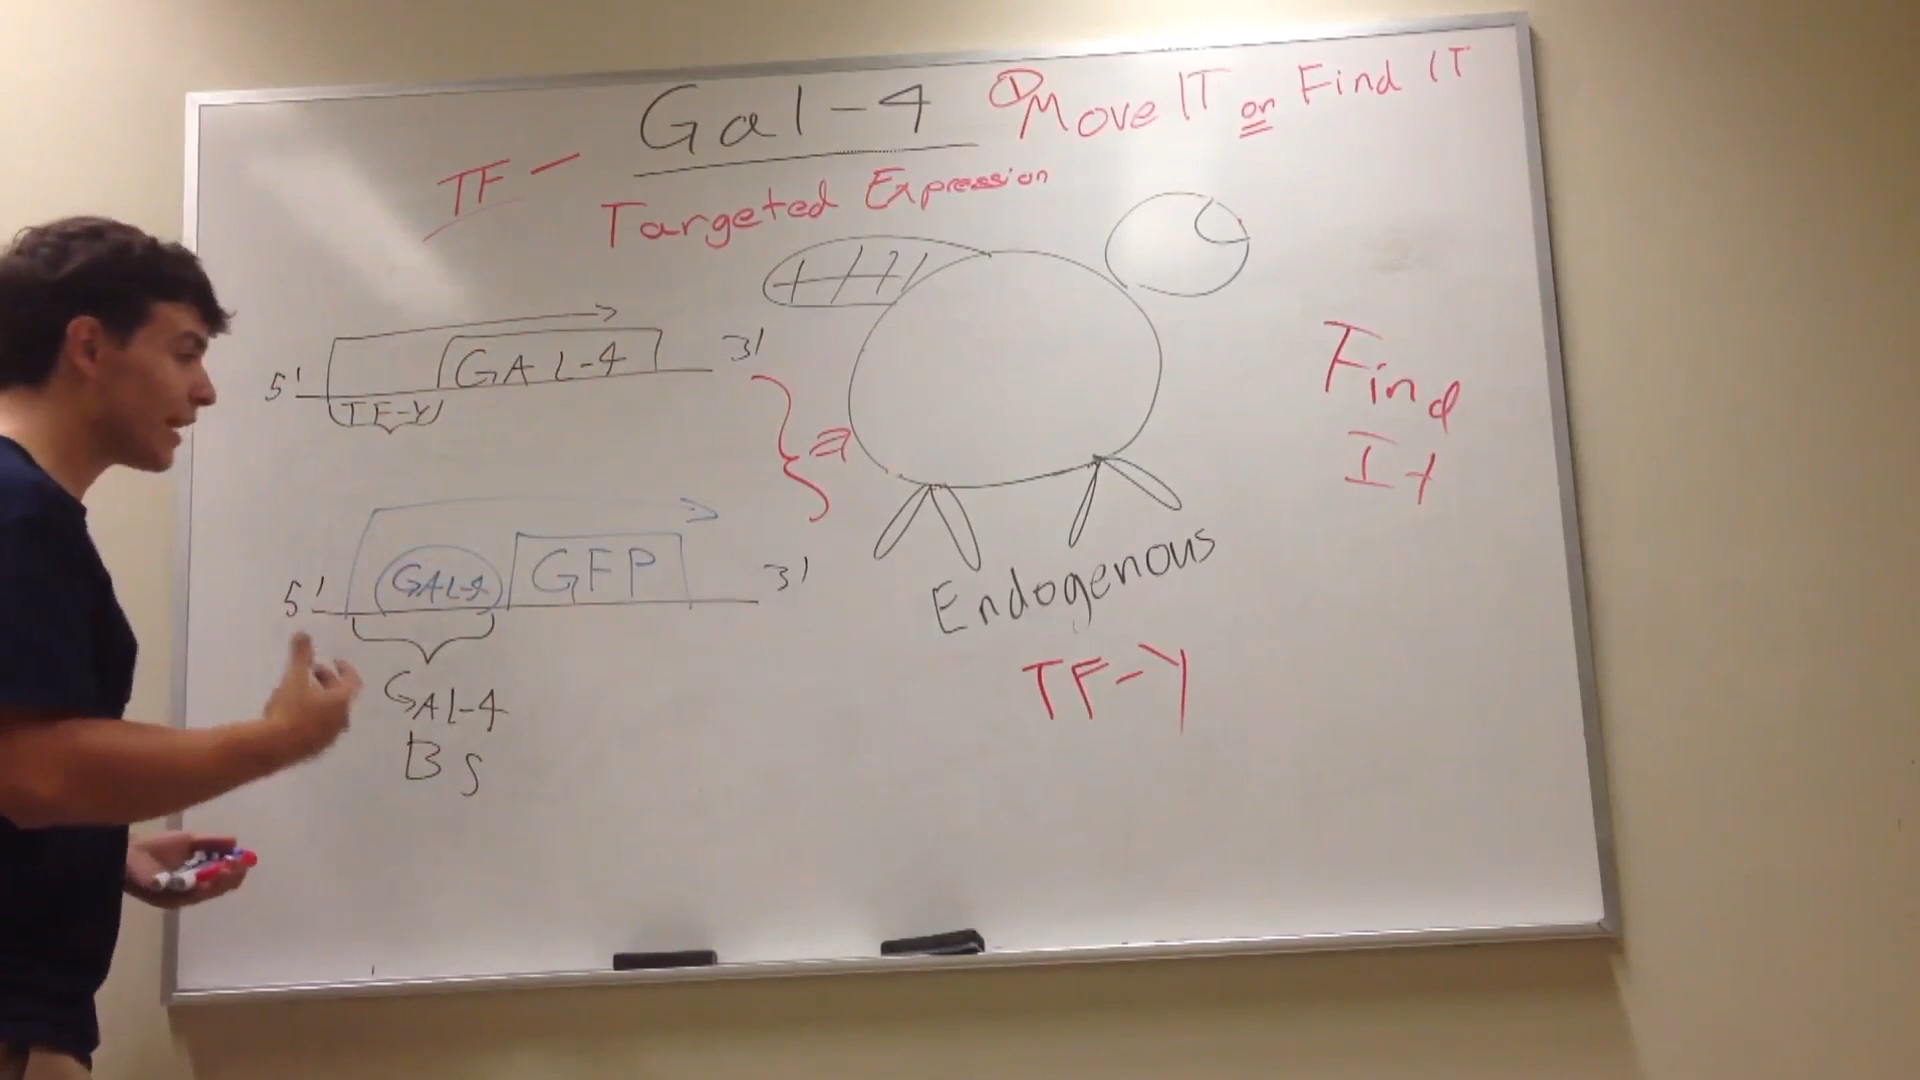 Gal-4 ① Move IT or Find IT
TF -
Targeted Expression
5' GAL-4 3'
TF-Y
5' GAL-4 GFP 3'
GAL-4
BS
Endogenous
TF-Y
Find
It